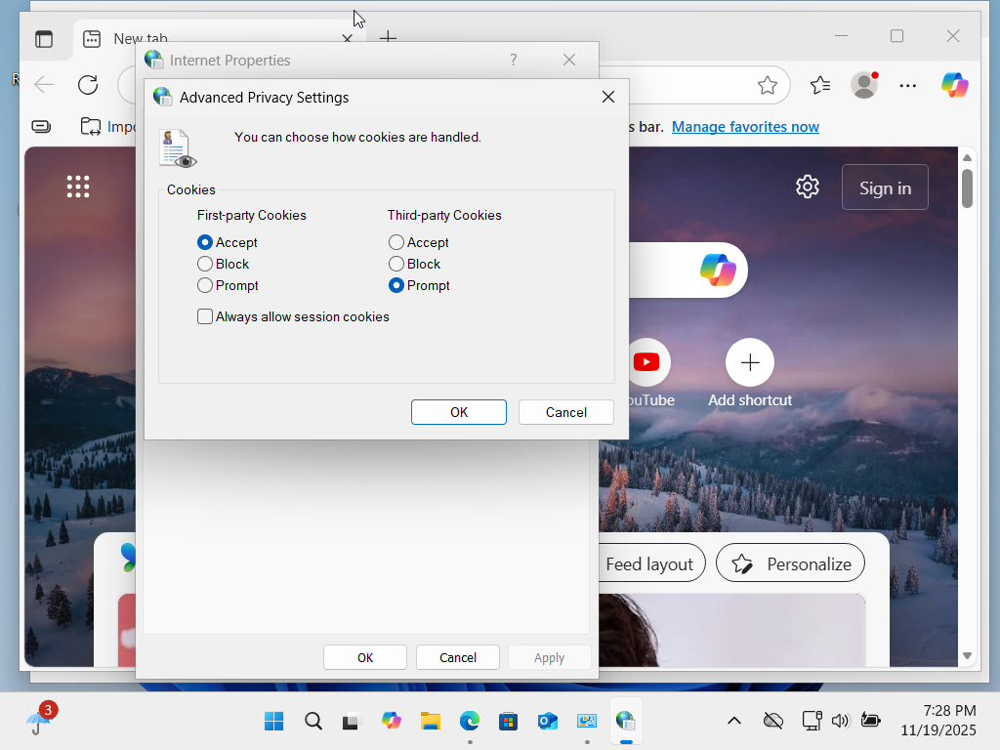 New tab
Internet Properties
?
Advanced Privacy Settings
s bar. Manage favorites now
You can choose how cookies are handled.
Sign in
Cookies
First-party Cookies
Third-party Cookies
Accept
Accept
Block
Block
Prompt
Prompt
Always allow session cookies
Add shortcut
OK
Cancel
Feed layout
Personalize
OK
Cancel
Apply
3
7:28 PM
11/19/2025